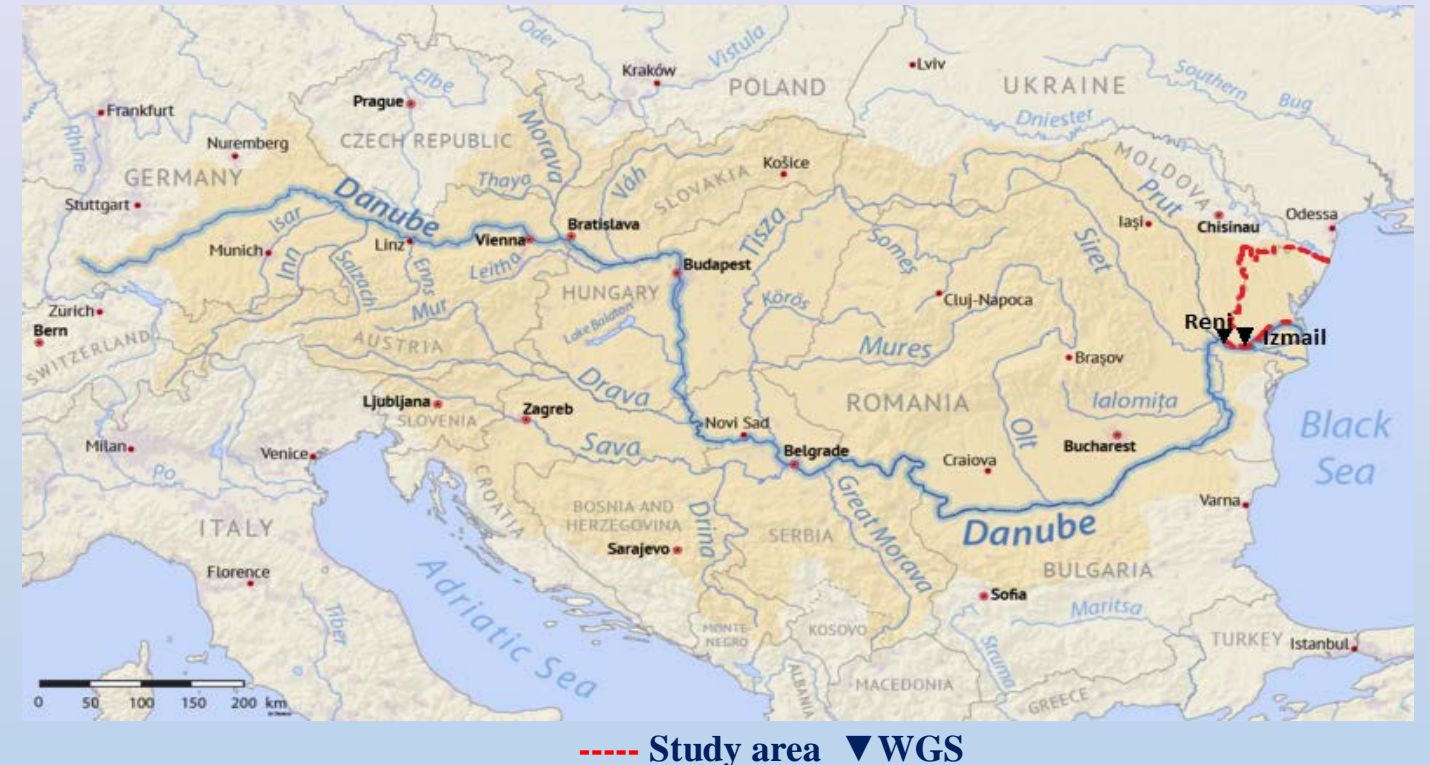 Oder
Vistula
Kraków
Lviv
POLAND
UKRAINE
Southern
Bug
Elbe
Prague
Frankfurt
Rhine
CZECH REPUBLIC
Morava
Dniester
Nuremberg
Košice
MOLDOVA
GERMANY
Thaya
Váh
SLOVAKIA
Prut
Stuttgart
Danube
Isar
Bratislava
Tisza
Someș
Siret
Iași
Chisinau
Odessa
Munich
Inn
Linz
Vienna
Salzach
Enns
Leitha
Budapest
Mur
HUNGARY
Lake Balaton
Körös
Cluj-Napoca
Zürich
Bern
SWITZERLAND
AUSTRIA
Reni
Izmail
Mures
Brașov
Drava
Ljubljana
SLOVENIA
Zagreb
ROMANIA
Ialomița
Olt
Black
Sea
Novi Sad
Bucharest
Milan
Venice
Sava
Belgrade
Craiova
Po
CROATIA
Great Morava
Varna
BOSNIA AND
HERZEGOVINA
Drina
SERBIA
Danube
ITALY
Sarajevo
BULGARIA
Florence
Adriatic Sea
Sofia
Maritsa
Tiber
MONTE-
NEGRO
KOSOVO
Struma
TURKEY
Istanbul
ALBANIA
MACEDONIA
GREECE
0 50 100 150 200 km
----- Study area ▼WGS